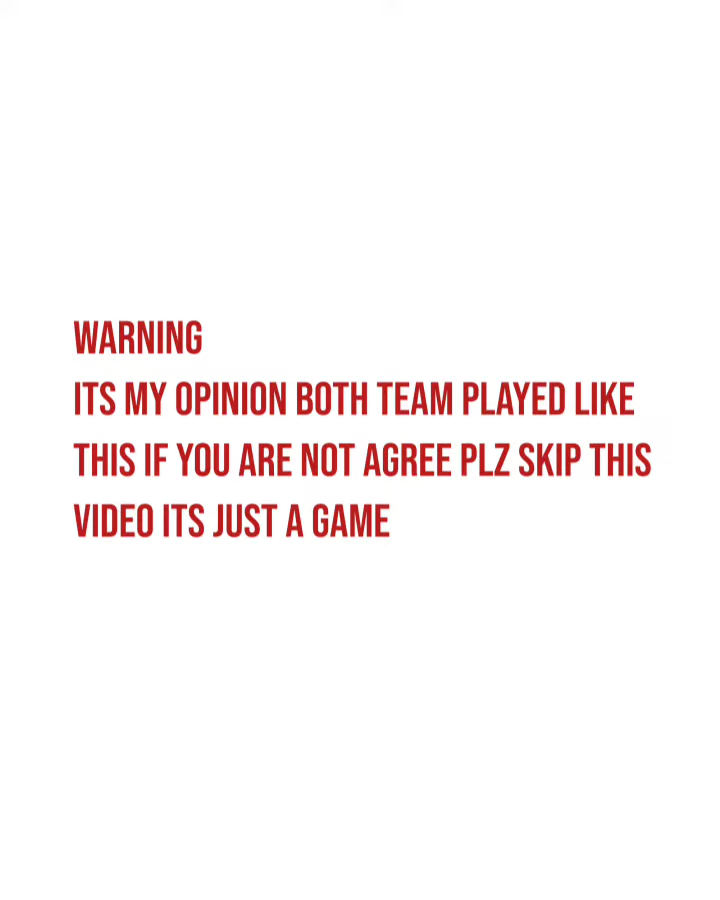 WARNING
ITS MY OPINION BOTH TEAM PLAYED LIKE
THIS IF YOU ARE NOT AGREE PLZ SKIP THIS
VIDEO ITS JUST A GAME